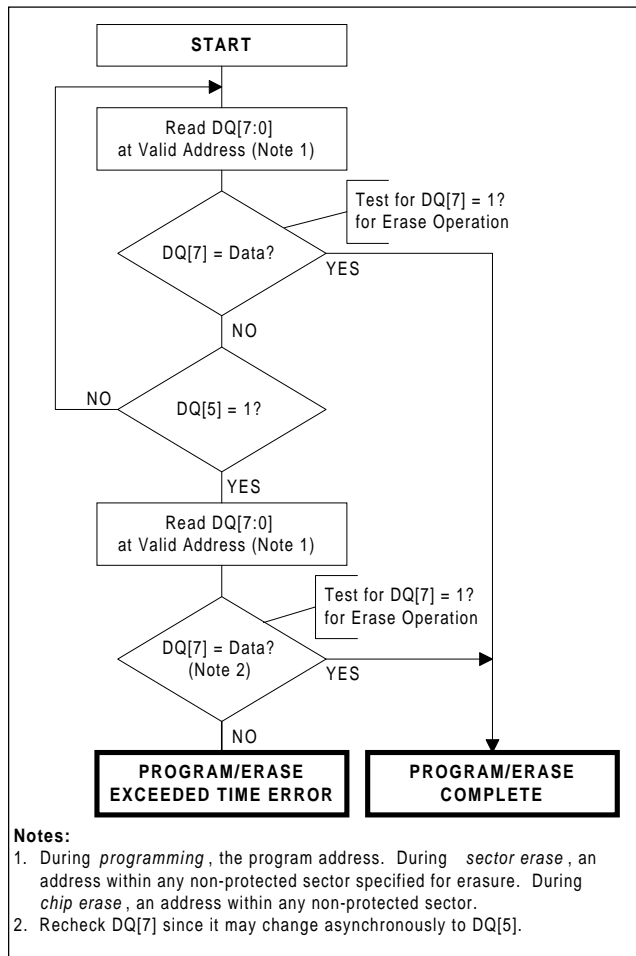 START
Read DQ[7:0]
at Valid Address (Note 1)
Test for DQ[7] = 1?
for Erase Operation
DQ[7] = Data?
YES
NO
NO
DQ[5] = 1?
YES
Read DQ[7:0]
at Valid Address (Note 1)
Test for DQ[7] = 1?
for Erase Operation
DQ[7] = Data?
(Note 2)
YES
NO
PROGRAM/ERASE
EXCEEDED TIME ERROR
PROGRAM/ERASE
COMPLETE
Notes:
1. During programming, the program address. During sector erase, an
address within any non-protected sector specified for erasure. During
chip erase, an address within any non-protected sector.
2. Recheck DQ[7] since it may change asynchronously to DQ[5].